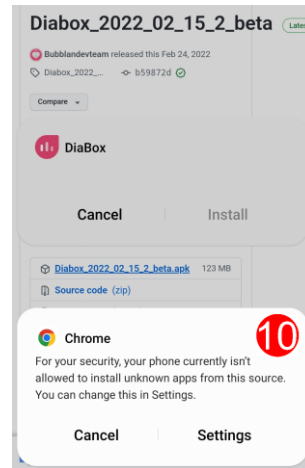 Diabox_2022_02_15_2_beta
Bubblandevteam released this Feb 24, 2022
Diabox_2022_... b59872d
Compare
DiaBox
Cancel Install
Diabox_2022_02_15_2_beta.apk 123 MB
Source code (zip)
Chrome
10
For your security, your phone currently isn't
allowed to install unknown apps from this source.
You can change this in Settings.
Cancel Settings